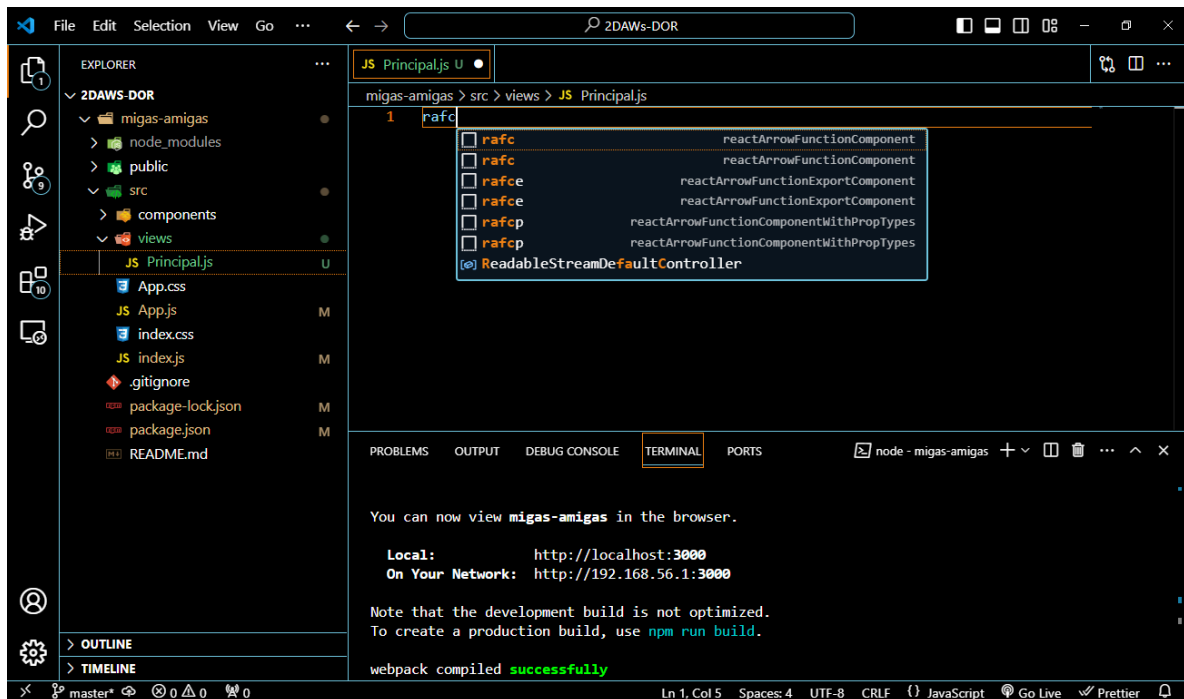 File Edit Selection View Go ··· 2DAWs-DOR
EXPLORER ···
2DAWS-DOR
migas-amigas
node_modules
public
src
components
views
JS Principal.js U
App.css
JS App.js M
index.css
JS index.js M
.gitignore
package-lock.json M
package.json M
README.md
OUTLINE
TIMELINE
1
9
10
JS Principal.js U
migas-amigas > src > views > JS Principal.js
1 rafc
rafc reactArrowFunctionComponent
rafc reactArrowFunctionComponent
rafce reactArrowFunctionExportComponent
rafce reactArrowFunctionExportComponent
rafcp reactArrowFunctionComponentWithPropTypes
rafcp reactArrowFunctionComponentWithPropTypes
ReadableStreamDefaultController
PROBLEMS OUTPUT DEBUG CONSOLE TERMINAL PORTS node - migas-amigas
You can now view migas-amigas in the browser.
Local: http://localhost:3000
On Your Network: http://192.168.56.1:3000
Note that the development build is not optimized.
To create a production build, use npm run build.
webpack compiled successfully
master* 0 0 0 Ln 1, Col 5 Spaces: 4 UTF-8 CRLF {} JavaScript Go Live Prettier